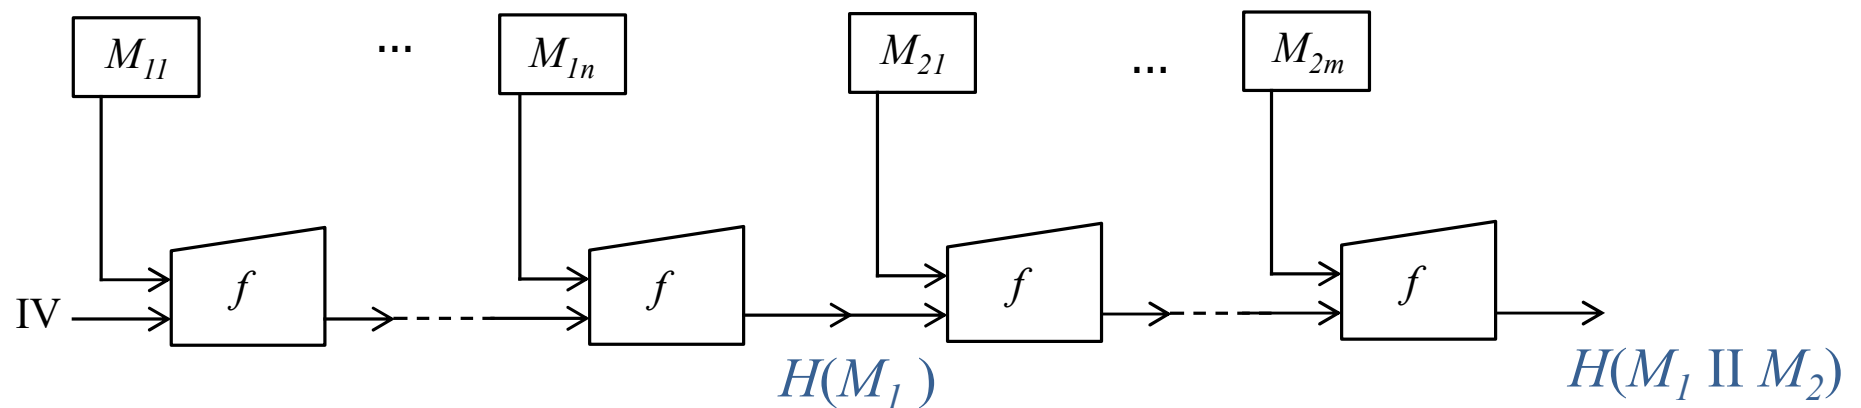 M11 ... M1n M21 ... M2m
f f f f
IV
H(M1 ) H(M1 II M2)